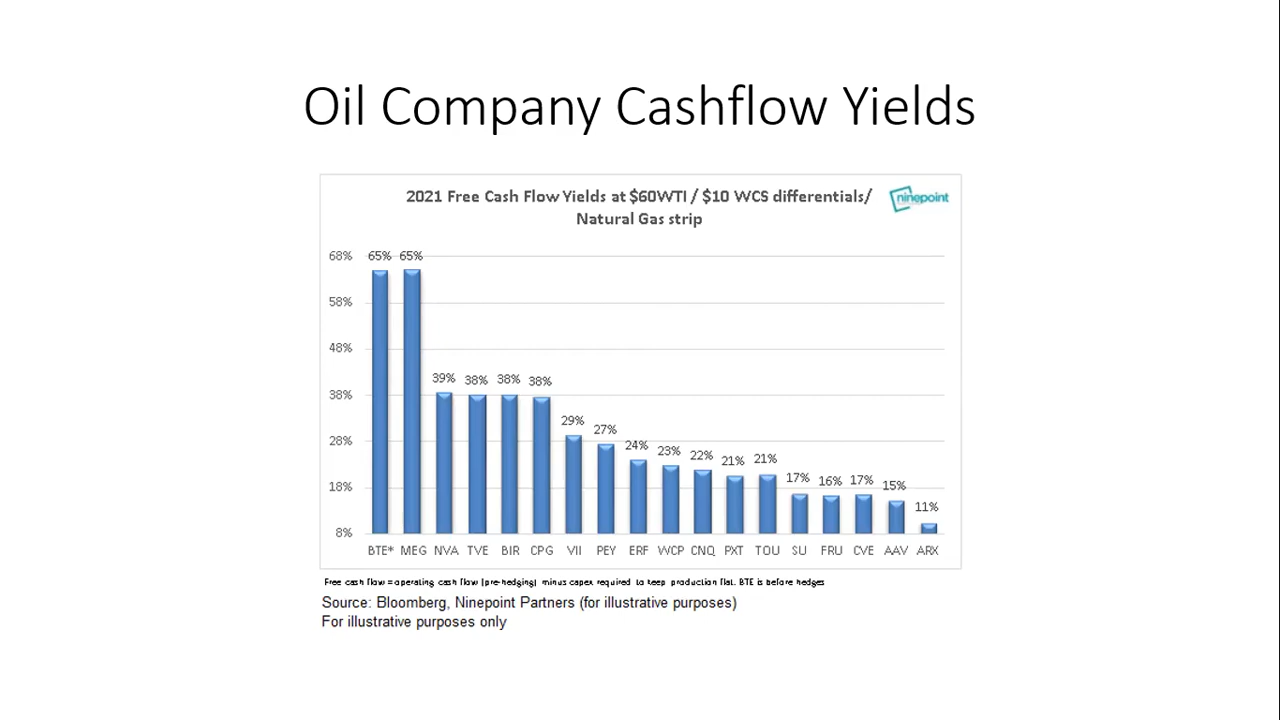 Oil Company Cashflow Yields
2021 Free Cash Flow Yields at $60WTI / $10 WCS differentials/
Natural Gas strip
ninepoint
68%
58%
48%
38%
28%
18%
8%
65% 65% 39% 38% 38% 38% 29% 27% 24% 23% 22% 21% 21% 17% 16% 17% 15% 11%
BTE* MEG NVA TVE BIR CPG VII PEY ERF WCP CNQ PXT TOU SU FRU CVE AAV ARX
Free cash flow = operating cash flow (pre-hedging) minus capex required to keep production flat. BTE is before hedges
Source: Bloomberg, Ninepoint Partners (for illustrative purposes)
For illustrative purposes only